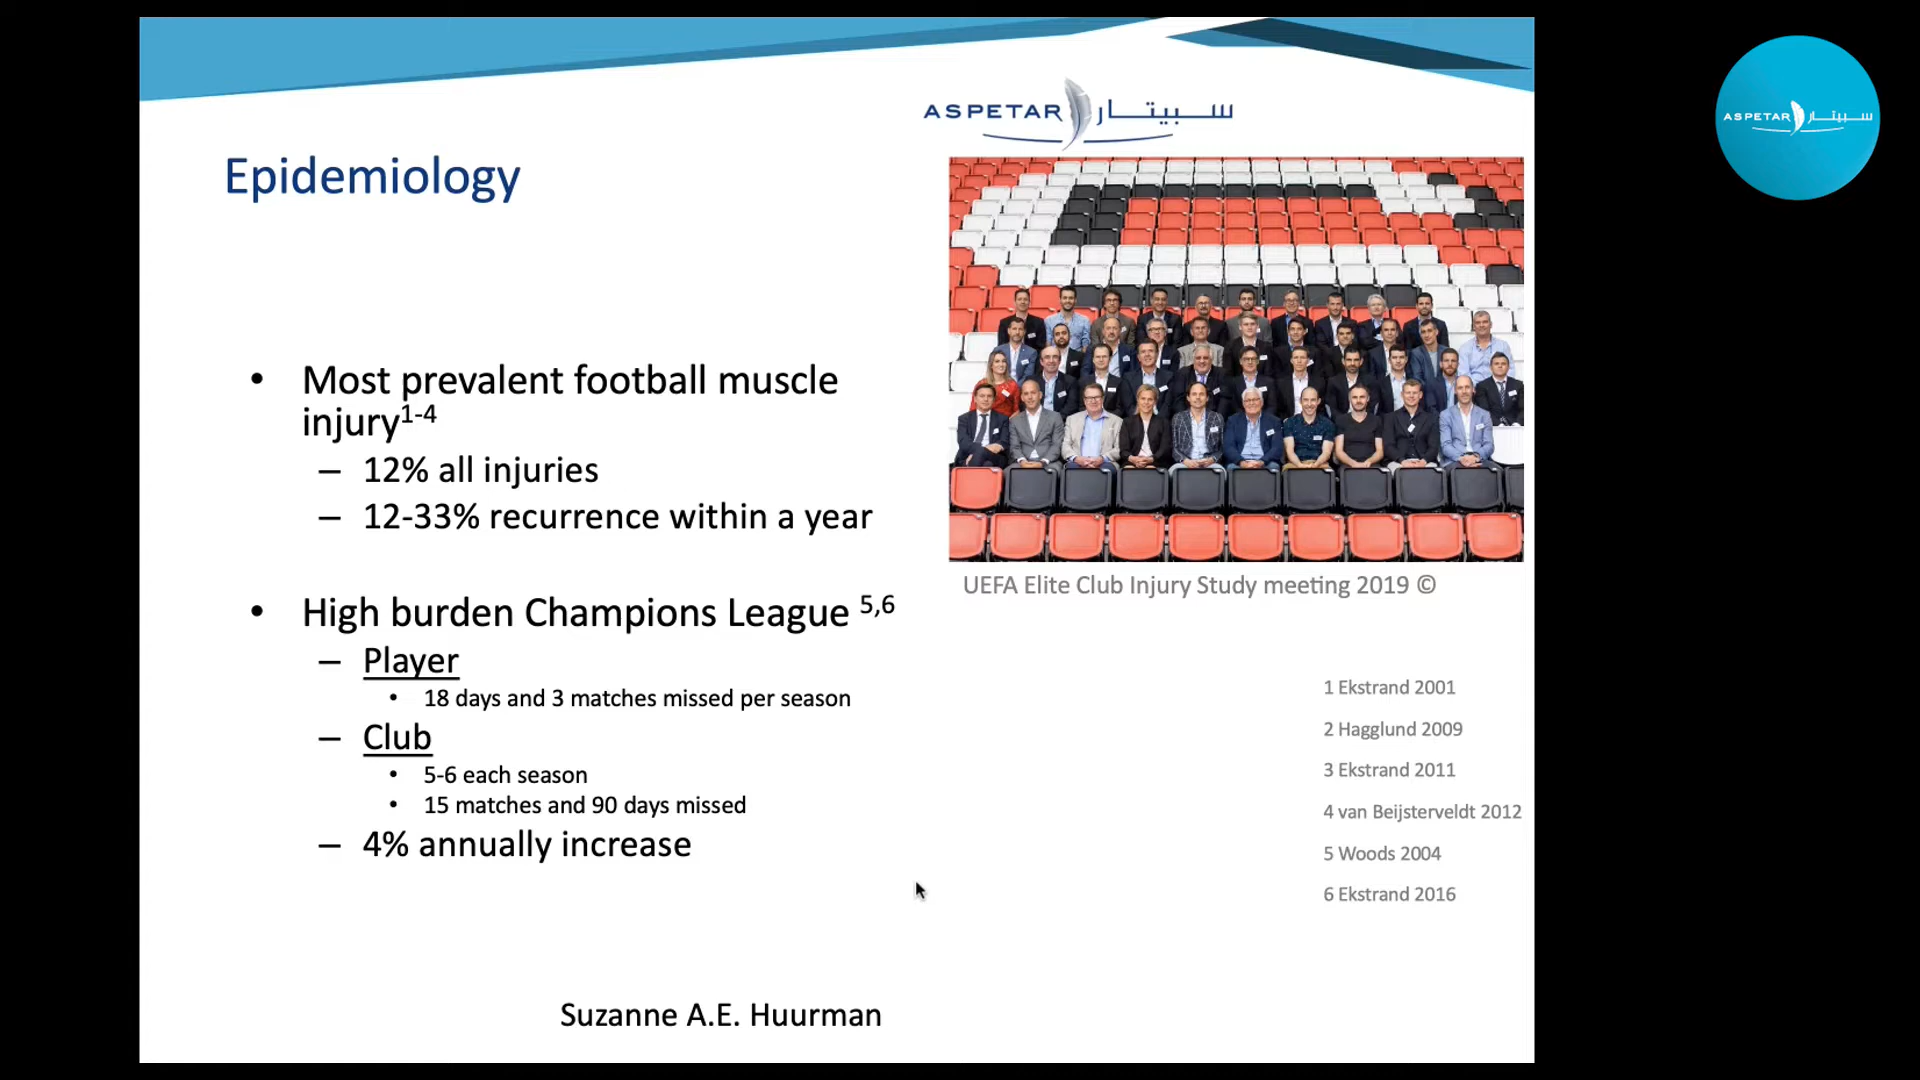 ASPETAR سبيتار
ASPETAR سبيتار
Epidemiology
• Most prevalent football muscle
injury1-4
– 12% all injuries
– 12-33% recurrence within a year
• High burden Champions League 5,6
– Player
• 18 days and 3 matches missed per season
– Club
• 5-6 each season
• 15 matches and 90 days missed
– 4% annually increase
UEFA Elite Club Injury Study meeting 2019 ©
1 Ekstrand 2001
2 Hagglund 2009
3 Ekstrand 2011
4 van Beijsterveldt 2012
5 Woods 2004
6 Ekstrand 2016
Suzanne A.E. Huurman